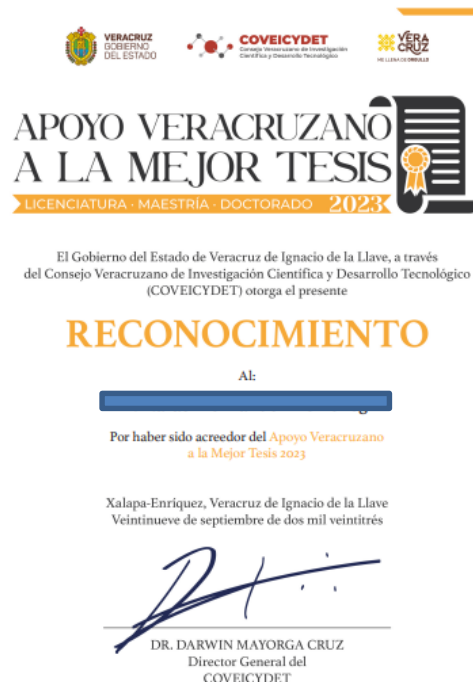 VERACRUZ
GOBIERNO
DEL ESTADO
COVEICYDET
Consejo Veracruzano de Investigación
Científica y Desarrollo Tecnológico
VERA
CRUZ
ME LLENA DE ORGULLO
APOYO VERACRUZANO
A LA MEJOR TESIS
LICENCIATURA · MAESTRÍA · DOCTORADO 2023
El Gobierno del Estado de Veracruz de Ignacio de la Llave, a través
del Consejo Veracruzano de Investigación Científica y Desarrollo Tecnológico
(COVEICYDET) otorga el presente
RECONOCIMIENTO
Al:
Por haber sido acreedor del Apoyo Veracruzano
a la Mejor Tesis 2023
Xalapa-Enríquez, Veracruz de Ignacio de la Llave
Veintinueve de septiembre de dos mil veintitrés
DR. DARWIN MAYORGA CRUZ
Director General del
COVEICYDET